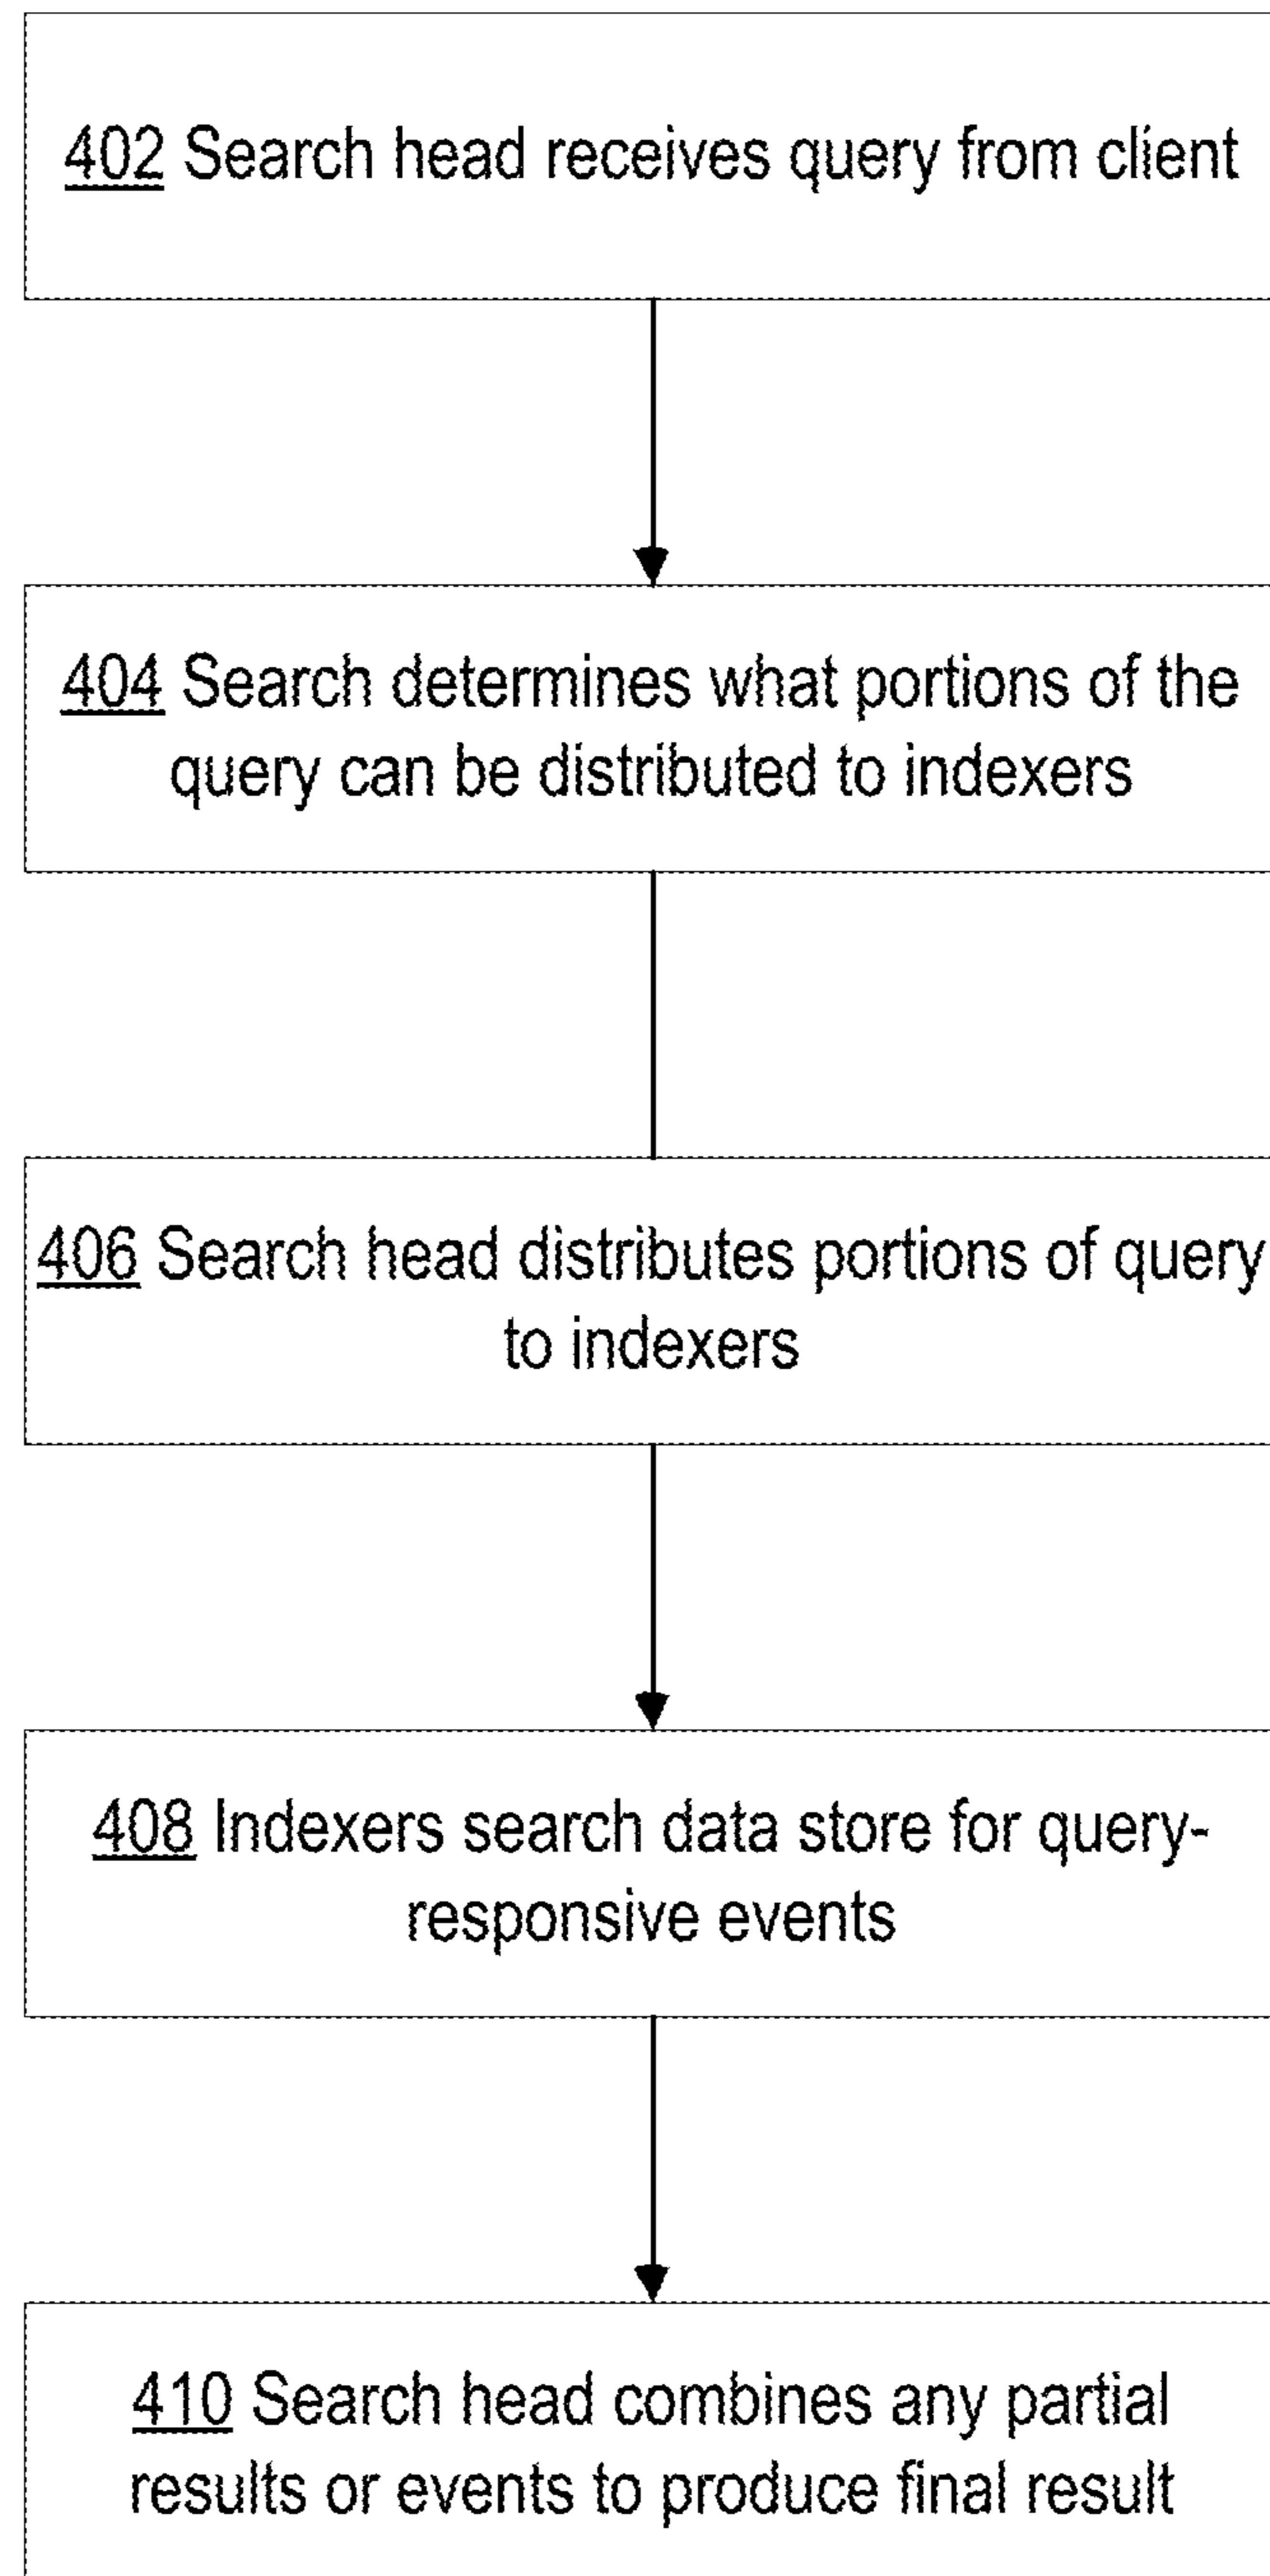 402 Search head receives query from client
404 Search determines what portions of the
query can be distributed to indexers
406 Search head distributes portions of query
to indexers
408 Indexers search data store for query-
responsive events
410 Search head combines any partial
results or events to produce final result